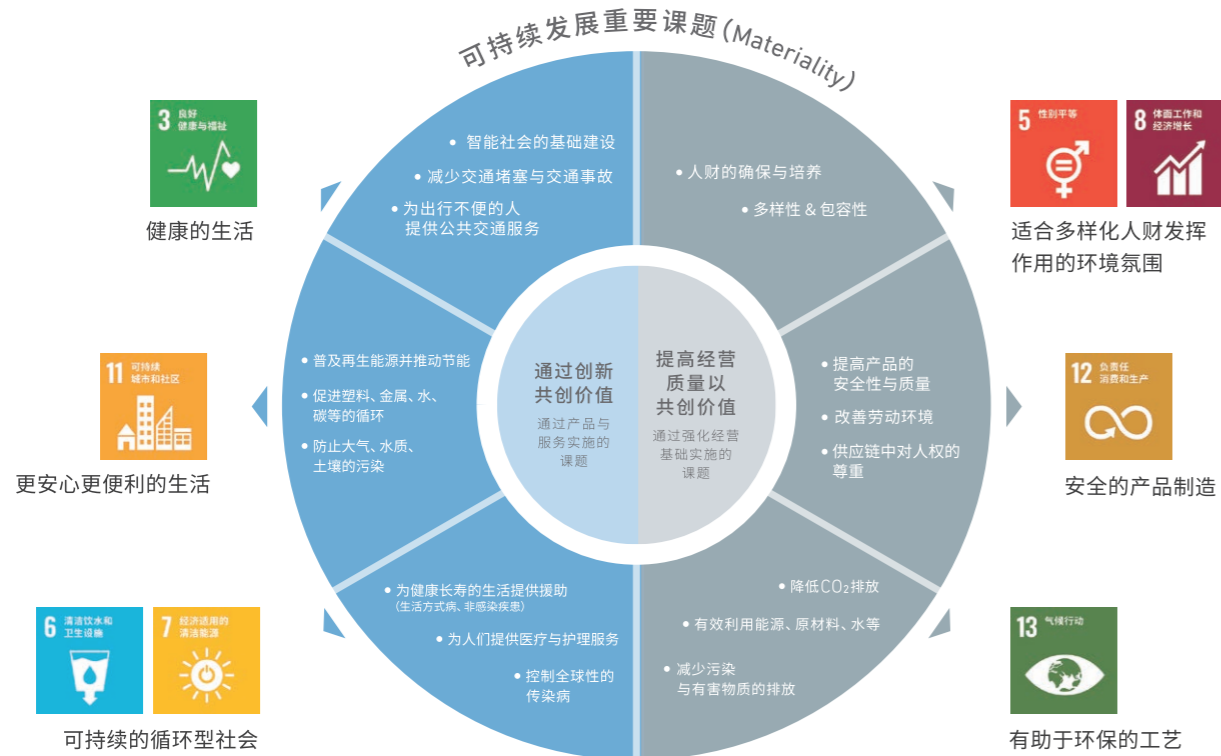 可持续发展重要课题(Materiality)
3 良好
健康与福祉
健康的生活
11 可持续
城市和社区
更安心更便利的生活
6 清洁饮水和
卫生设施
7 经济适用的
清洁能源
可持续的循环型社会
• 智能社会的基础建设
• 减少交通堵塞与交通事故
• 为出行不便的人
提供公共交通服务
• 普及再生能源并推动节能
• 促进塑料、金属、水、
碳等的循环
• 防止大气、水质、
土壤的污染
• 为健康长寿的生活提供援助
(生活方式病、非感染疾患)
• 为人们提供医疗与护理服务
• 控制全球性的
传染病
通过创新
共创价值
通过产品与
服务实施的
课题
提高经营
质量以
共创价值
通过强化经营
基础实施的
课题
• 人财的确保与培养
• 多样性 & 包容性
• 提高产品的
安全性与质量
• 改善劳动环境
• 供应链中对人权的
尊重
• 降低CO₂排放
• 有效利用能源、原材料、水等
• 减少污染
与有害物质的排放
5 性别平等
8 体面工作和
经济增长
适合多样化人财发挥
作用的环境氛围
12 负责任
消费和生产
安全的产品制造
13 气候行动
有助于环保的工艺